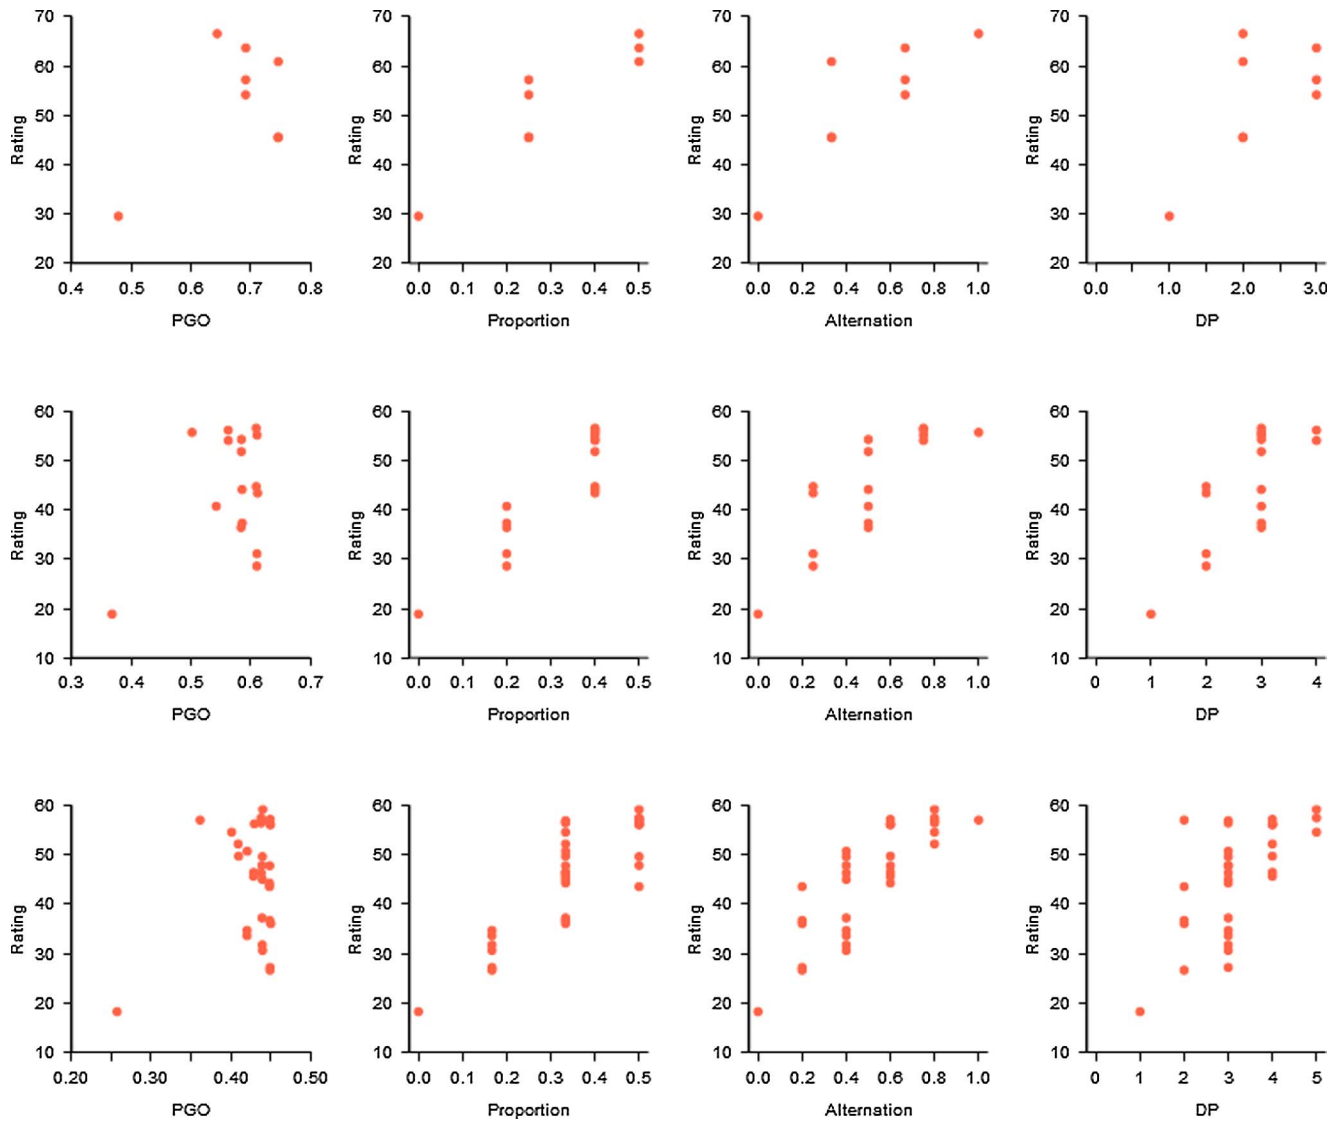 70 60 50 40 30 20
Rating
0.4 0.5 0.6 0.7 0.8
PGO
70 60 50 40 30 20
Rating
0.0 0.1 0.2 0.3 0.4 0.5
Proportion
70 60 50 40 30 20
Rating
0.0 0.2 0.4 0.6 0.8 1.0
Alternation
70 60 50 40 30 20
Rating
0.0 1.0 2.0 3.0
DP
60 50 40 30 20 10
Rating
0.3 0.4 0.5 0.6 0.7
PGO
60 50 40 30 20 10
Rating
0.0 0.1 0.2 0.3 0.4 0.5
Proportion
60 50 40 30 20 10
Rating
0.0 0.2 0.4 0.6 0.8 1.0
Alternation
60 50 40 30 20 10
Rating
0 1 2 3 4
DP
60 50 40 30 20 10
Rating
0.20 0.30 0.40 0.50
PGO
60 50 40 30 20 10
Rating
0.0 0.1 0.2 0.3 0.4 0.5
Proportion
60 50 40 30 20 10
Rating
0.0 0.2 0.4 0.6 0.8 1.0
Alternation
60 50 40 30 20 10
Rating
0 1 2 3 4 5
DP